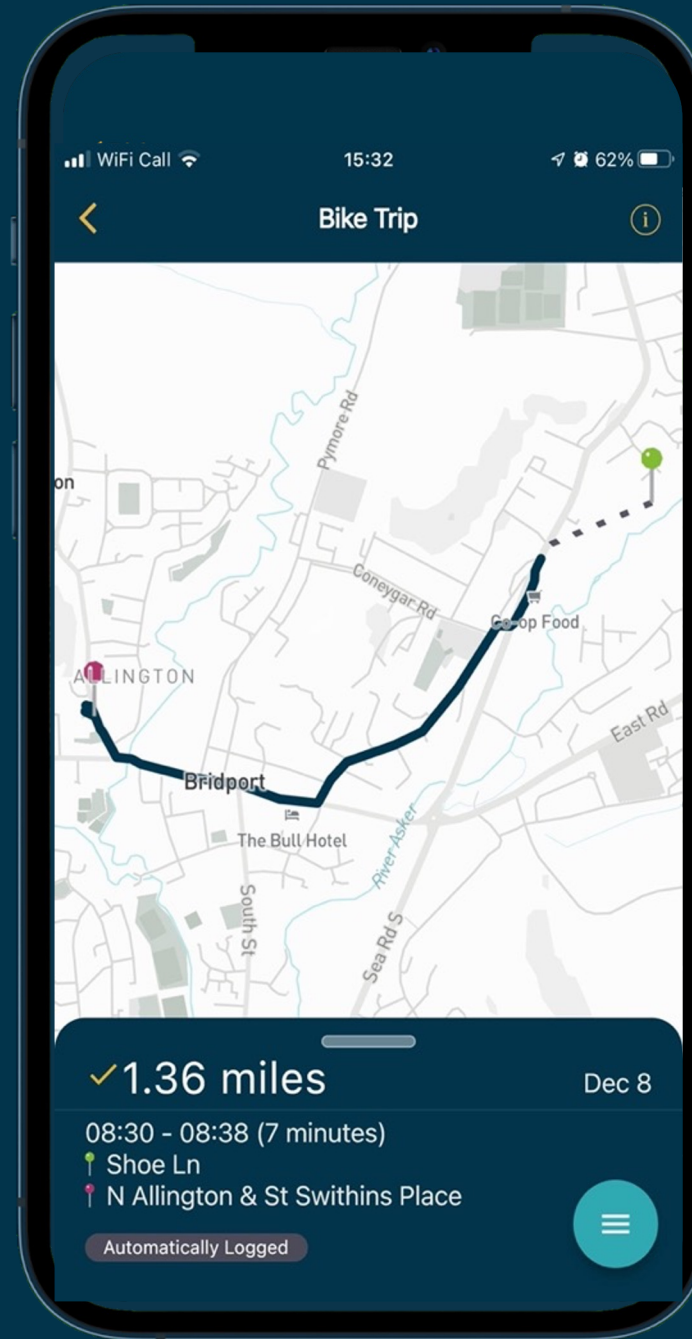 WiFi Call
15:32
62%
Bike Trip
Pymore Rd
on
Coneygar Rd
Co-op Food
ALLINGTON
East Rd
Bridport
The Bull Hotel
River Asker
South St
Sea Rd S
1.36 miles
Dec 8
08:30 - 08:38 (7 minutes)
Shoe Ln
N Allington & St Swithins Place
Automatically Logged